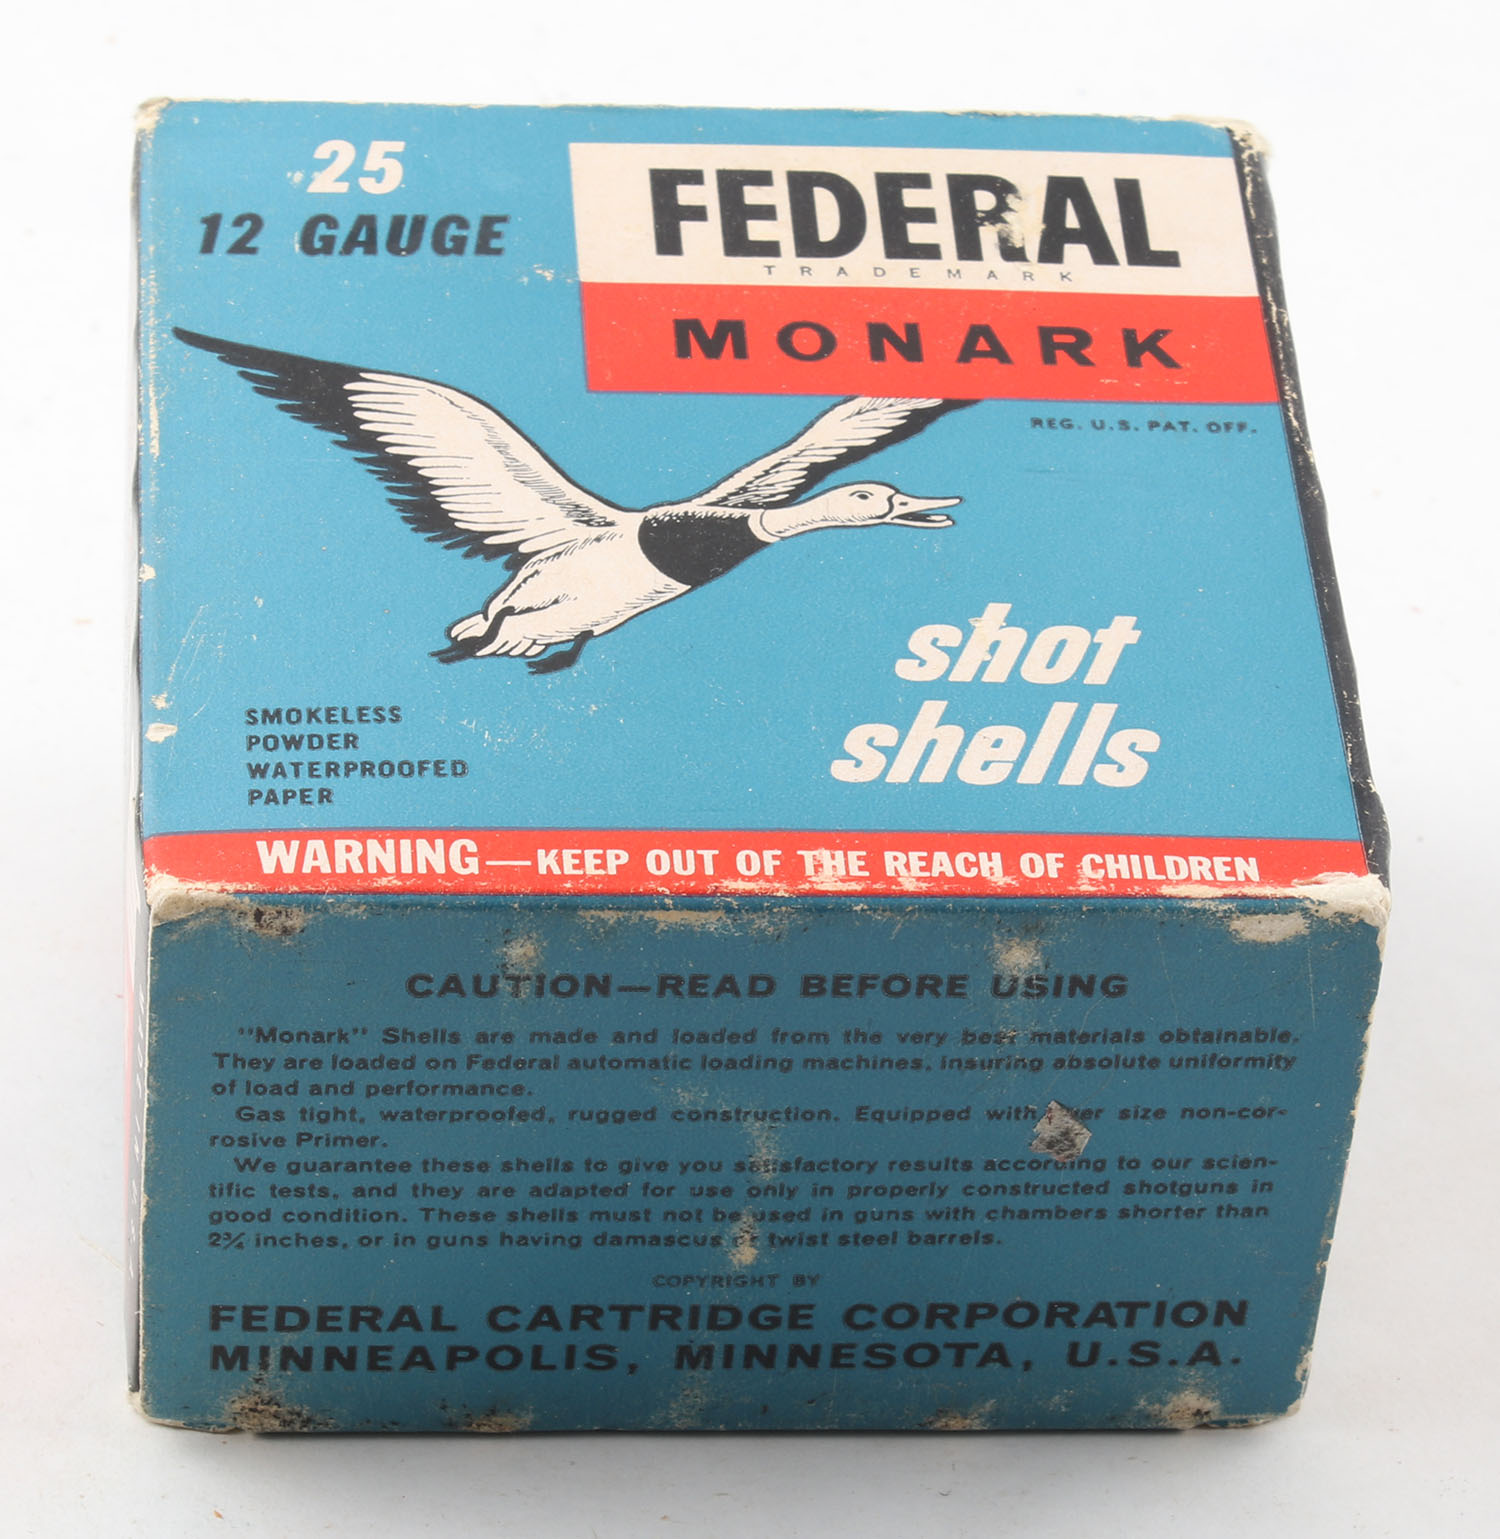 25
12 GAUGE
FEDERAL
TRADEMARK
MONARK
REG. U.S. PAT. OFF.
shot
shells
SMOKELESS
POWDER
WATERPROOFED
PAPER
WARNING—KEEP OUT OF THE REACH OF CHILDREN
CAUTION—READ BEFORE USING
"Monark" Shells are made and loaded from the very best materials obtainable.
They are loaded on Federal automatic loading machines, insuring absolute uniformity
of load and performance.
Gas tight, waterproofed, rugged construction. Equipped with size non-cor-
rosive Primer.
We guarantee these shells to give you satisfactory results according to our scien-
tific tests, and they are adapted for use only in properly constructed shotguns in
good condition. These shells must not be used in guns with chambers shorter than
2¾ inches, or in guns having damascus or twist steel barrels.
COPYRIGHT BY
FEDERAL CARTRIDGE CORPORATION
MINNEAPOLIS, MINNESOTA, U.S.A.